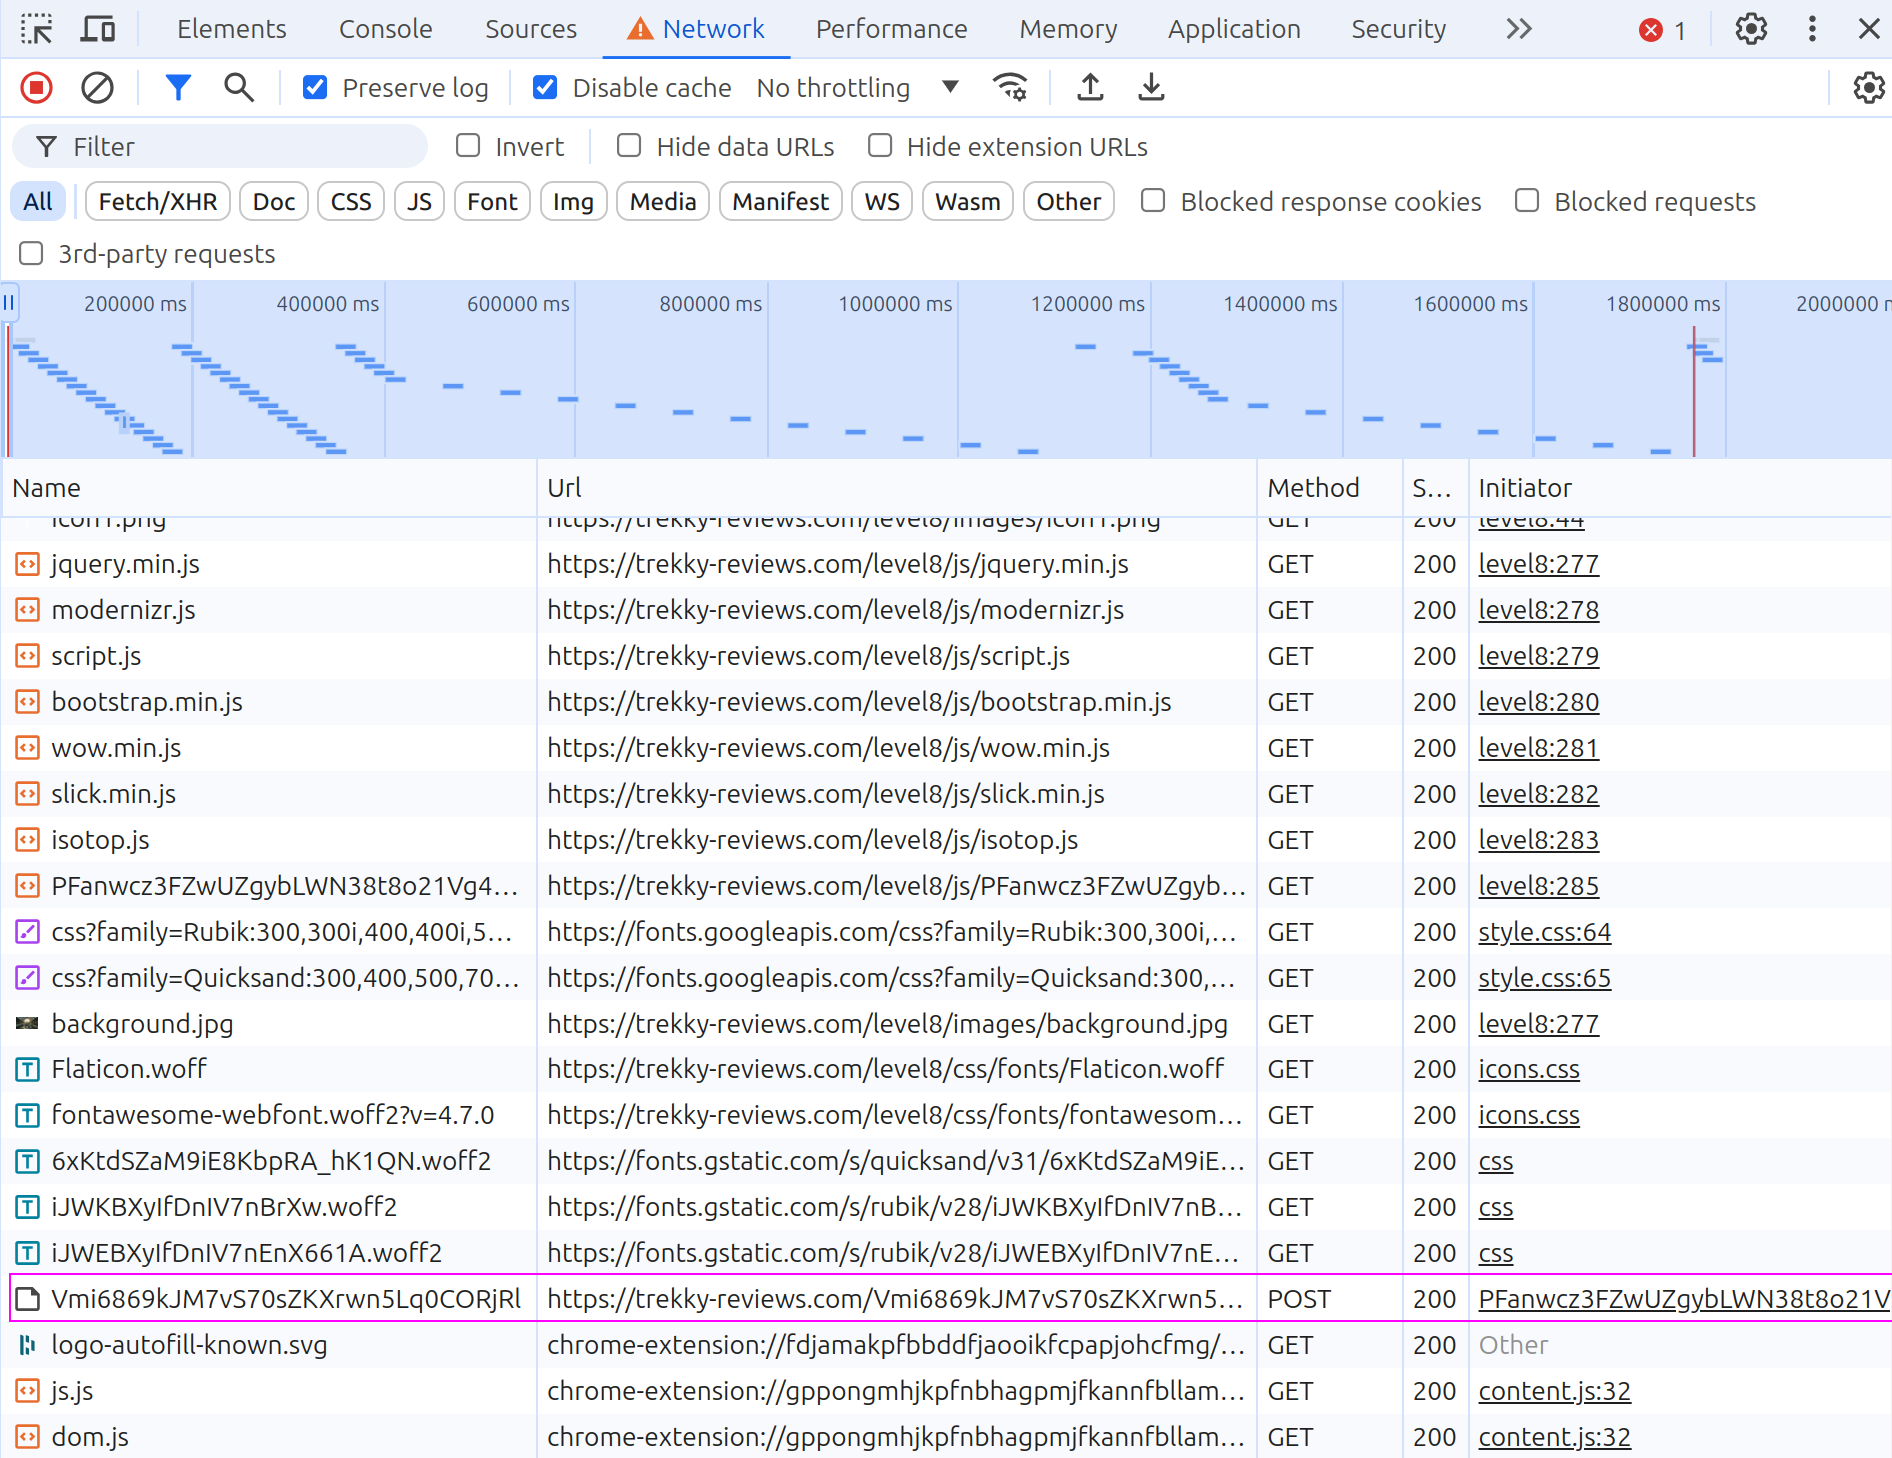 Elements Console Sources Network Performance Memory Application Security 1
Preserve log Disable cache No throttling
Filter Invert Hide data URLs Hide extension URLs
All Fetch/XHR Doc CSS JS Font Img Media Manifest WS Wasm Other Blocked response cookies Blocked requests
3rd-party requests
200000 ms 400000 ms 600000 ms 800000 ms 1000000 ms 1200000 ms 1400000 ms 1600000 ms 1800000 ms 2000000 m
Name Url Method S... Initiator
icon1.png https://trekky-reviews.com/level8/images/icon1.png GET 200 level8:44
jquery.min.js https://trekky-reviews.com/level8/js/jquery.min.js GET 200 level8:277
modernizr.js https://trekky-reviews.com/level8/js/modernizr.js GET 200 level8:278
script.js https://trekky-reviews.com/level8/js/script.js GET 200 level8:279
bootstrap.min.js https://trekky-reviews.com/level8/js/bootstrap.min.js GET 200 level8:280
wow.min.js https://trekky-reviews.com/level8/js/wow.min.js GET 200 level8:281
slick.min.js https://trekky-reviews.com/level8/js/slick.min.js GET 200 level8:282
isotop.js https://trekky-reviews.com/level8/js/isotop.js GET 200 level8:283
PFanwcz3FZwUZgybLWN38t8o21Vg4... https://trekky-reviews.com/level8/js/PFanwcz3FZwUZgyb... GET 200 level8:285
css?family=Rubik:300,300i,400,400i,5... https://fonts.googleapis.com/css?family=Rubik:300,300i,... GET 200 style.css:64
css?family=Quicksand:300,400,500,70... https://fonts.googleapis.com/css?family=Quicksand:300,... GET 200 style.css:65
background.jpg https://trekky-reviews.com/level8/images/background.jpg GET 200 level8:277
Flaticon.woff https://trekky-reviews.com/level8/css/fonts/Flaticon.woff GET 200 icons.css
fontawesome-webfont.woff2?v=4.7.0 https://trekky-reviews.com/level8/css/fonts/fontawesom... GET 200 icons.css
6xKtdSZaM9iE8KbpRA_hK1QN.woff2 https://fonts.gstatic.com/s/quicksand/v31/6xKtdSZaM9iE... GET 200 css
iJWKBXyIfDnIV7nBrXw.woff2 https://fonts.gstatic.com/s/rubik/v28/iJWKBXyIfDnIV7nB... GET 200 css
iJWEBXyIfDnIV7nEnX661A.woff2 https://fonts.gstatic.com/s/rubik/v28/iJWEBXyIfDnIV7nE... GET 200 css
Vmi6869kJM7vS70sZKXrwn5Lq0CORjRl https://trekky-reviews.com/Vmi6869kJM7vS70sZKXrwn5... POST 200 PFanwcz3FZwUZgybLWN38t8o21V
logo-autofill-known.svg chrome-extension://fdjamakpfbbddfjaooikfcpapjohcfmg/... GET 200 Other
js.js chrome-extension://gppongmhjkpfnbhagpmjfkannfbllam... GET 200 content.js:32
dom.js chrome-extension://gppongmhjkpfnbhagpmjfkannfbllam... GET 200 content.js:32